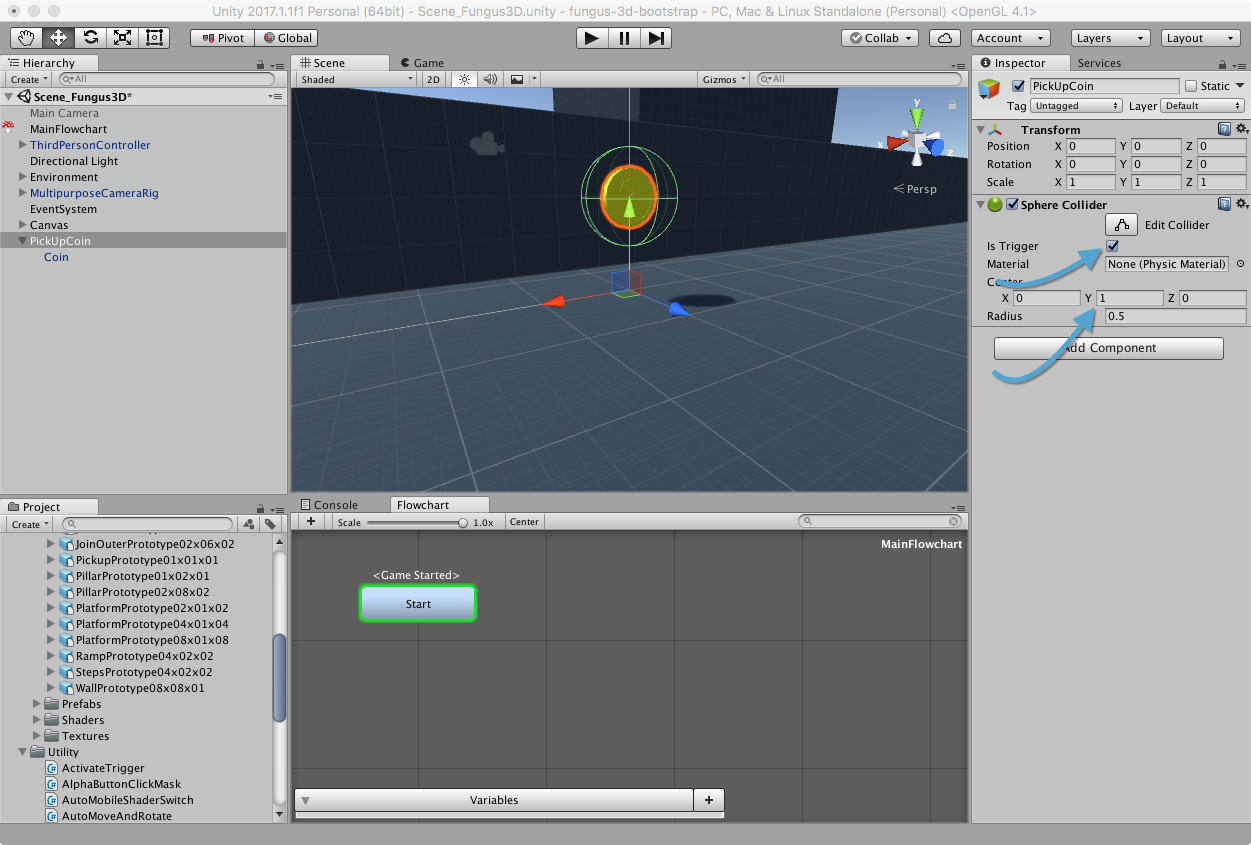 Unity 2017.1.1f1 Personal (64bit) - Scene_Fungus3D.unity - fungus-3d-bootstrap - PC, Mac & Linux Standalone (Personal) <OpenGL 4.1>
Pivot Global Collab Account Layers Layout
Hierarchy
Create All
Scene_Fungus3D*
Main Camera
MainFlowchart
ThirdPersonController
Directional Light
Environment
MultipurposeCameraRig
EventSystem
Canvas
PickUpCoin
Coin
Scene Game
Shaded 2D Gizmos All
y
x
z
Persp
Inspector Services
PickUpCoin Static
Tag Untagged Layer Default
Transform
Position X 0 Y 0 Z 0
Rotation X 0 Y 0 Z 0
Scale X 1 Y 1 Z 1
Sphere Collider
Edit Collider
Is Trigger
Material None (Physic Material)
Center
X 0 Y 1 Z 0
Radius 0.5
Add Component
Project
Create
JoinOuterPrototype02x06x02
PickupPrototype01x01x01
PillarPrototype01x02x01
PillarPrototype02x08x02
PlatformPrototype02x01x02
PlatformPrototype04x01x04
PlatformPrototype08x01x08
RampPrototype04x02x02
StepsPrototype04x02x02
WallPrototype08x08x01
Prefabs
Shaders
Textures
Utility
ActivateTrigger
AlphaButtonClickMask
AutoMobileShaderSwitch
AutoMoveAndRotate
Console Flowchart
+ Scale 1.0x Center
MainFlowchart
<Game Started>
Start
Variables +